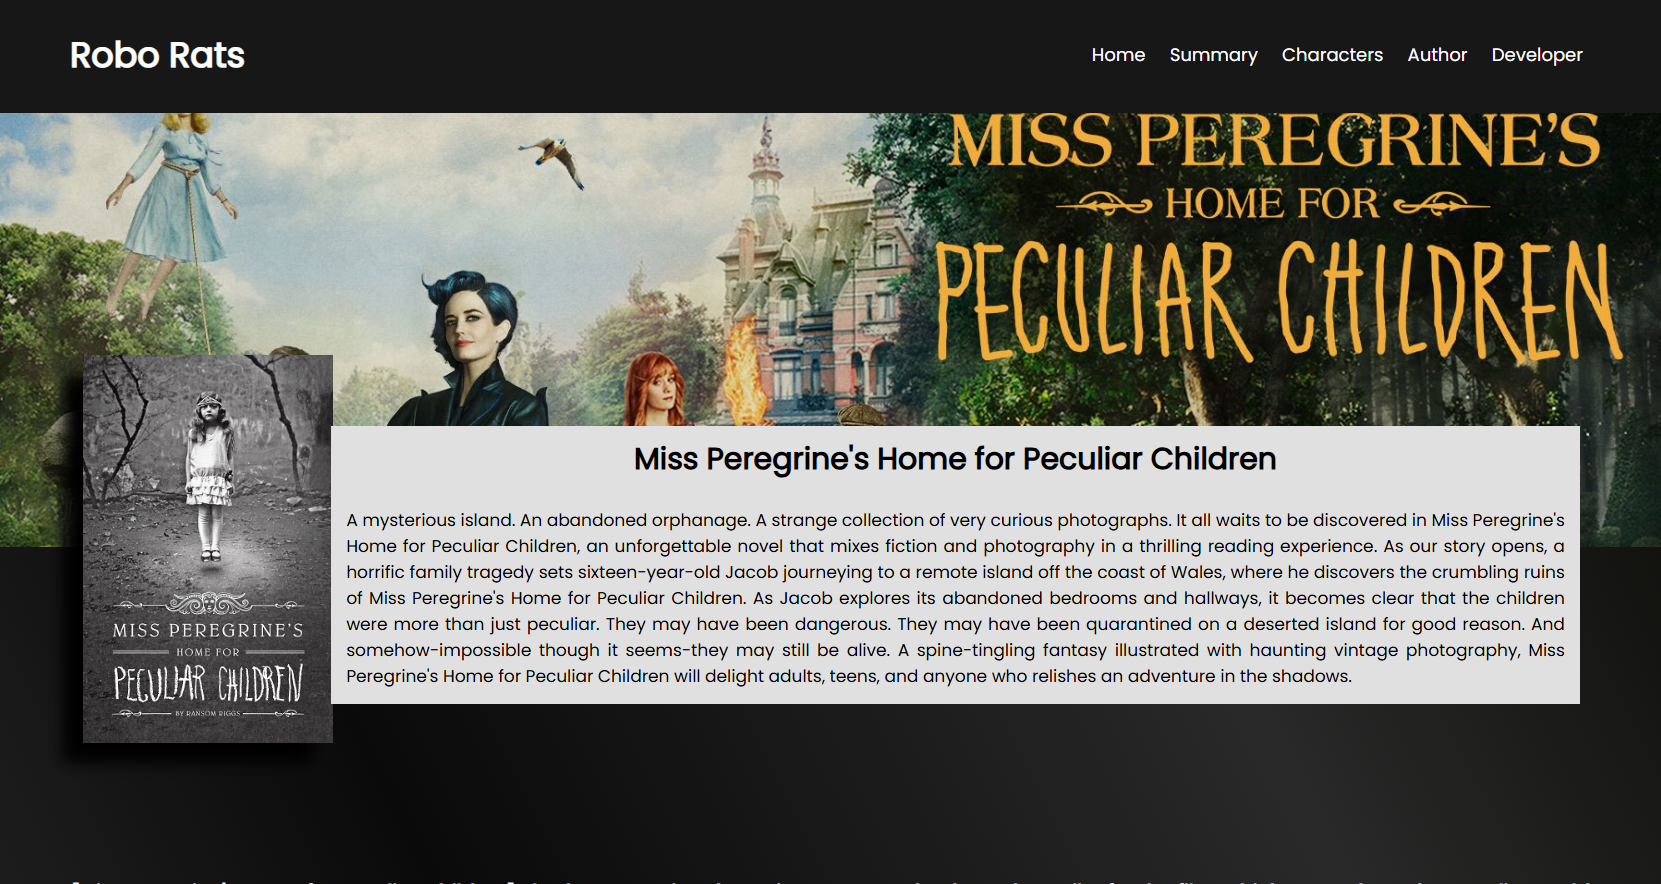 Robo Rats
Home Summary Characters Author Developer
MISS PEREGRINE'S
HOME FOR
PECULIAR CHILDREN
MISS PEREGRINE'S
HOME FOR
PECULIAR CHILDREN
BY RANSOM RIGGS
Miss Peregrine's Home for Peculiar Children
A mysterious island. An abandoned orphanage. A strange collection of very curious photographs. It all waits to be discovered in Miss Peregrine's
Home for Peculiar Children, an unforgettable novel that mixes fiction and photography in a thrilling reading experience. As our story opens, a
horrific family tragedy sets sixteen-year-old Jacob journeying to a remote island off the coast of Wales, where he discovers the crumbling ruins
of Miss Peregrine's Home for Peculiar Children. As Jacob explores its abandoned bedrooms and hallways, it becomes clear that the children
were more than just peculiar. They may have been dangerous. They may have been quarantined on a deserted island for good reason. And
somehow-impossible though it seems-they may still be alive. A spine-tingling fantasy illustrated with haunting vintage photography, Miss
Peregrine's Home for Peculiar Children will delight adults, teens, and anyone who relishes an adventure in the shadows.